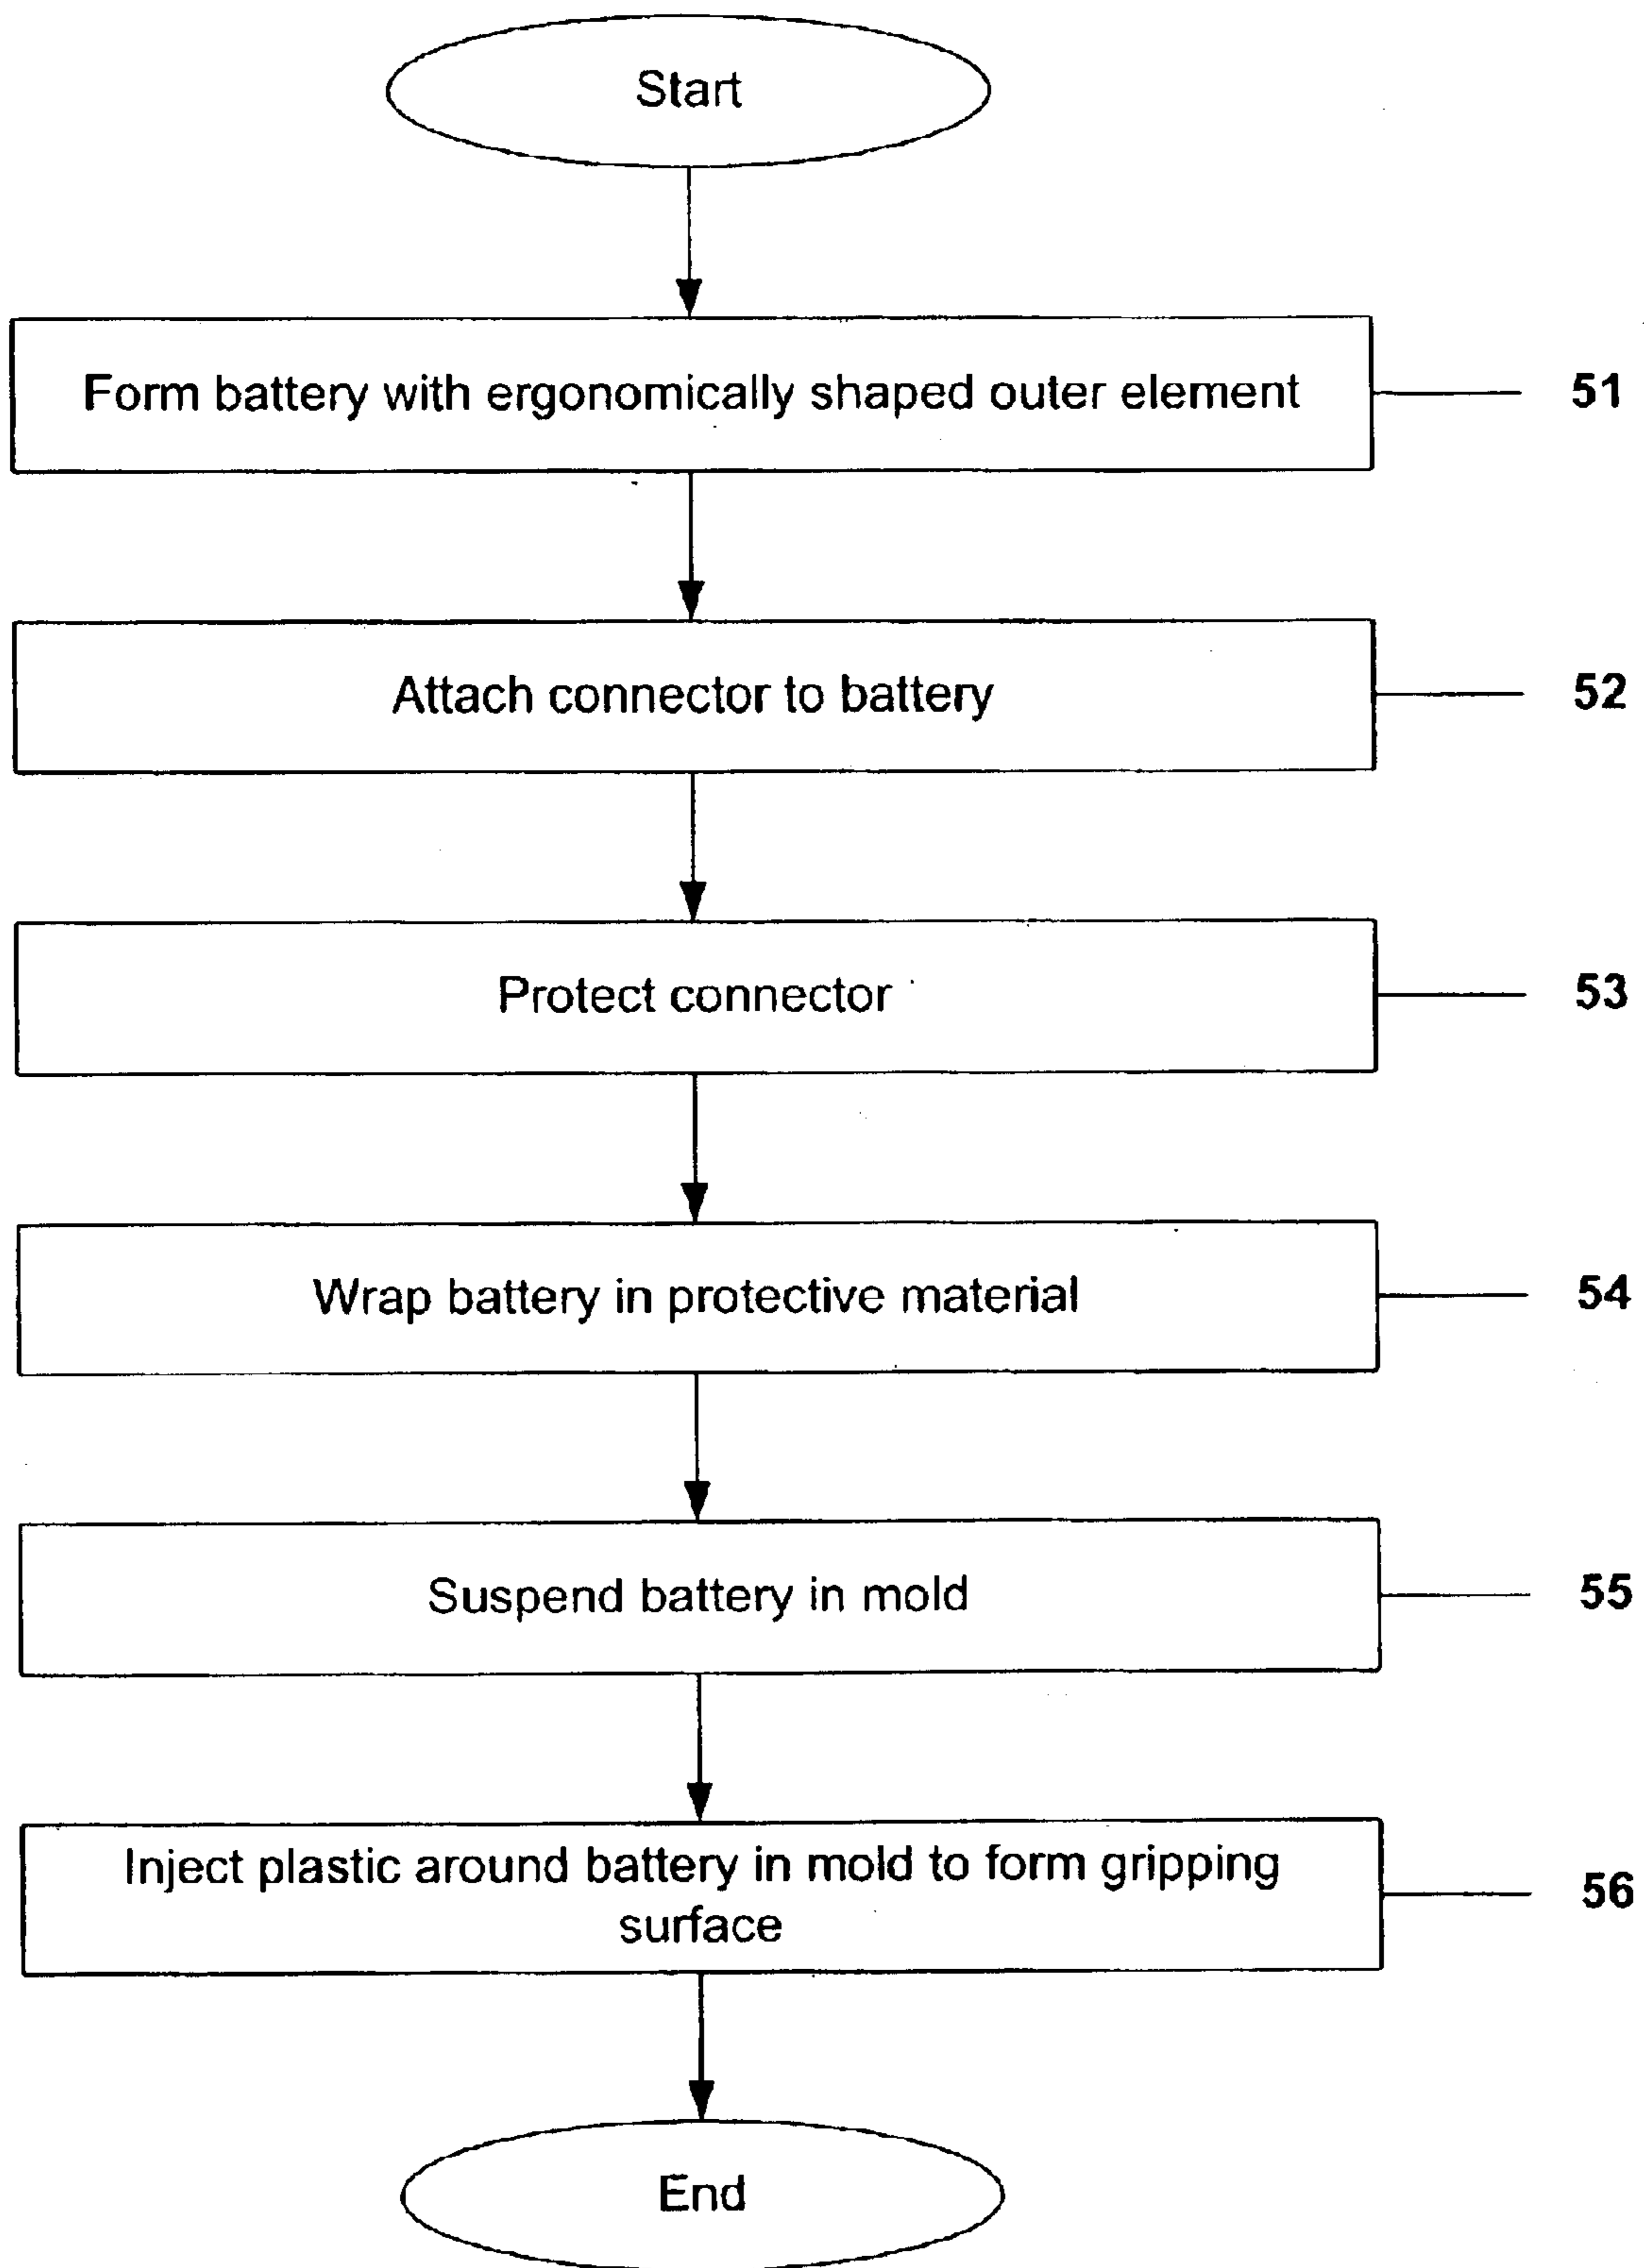 Start
Form battery with ergonomically shaped outer element
51
Attach connector to battery
52
Protect connector
53
Wrap battery in protective material
54
Suspend battery in mold
55
Inject plastic around battery in mold to form gripping
surface
56
End